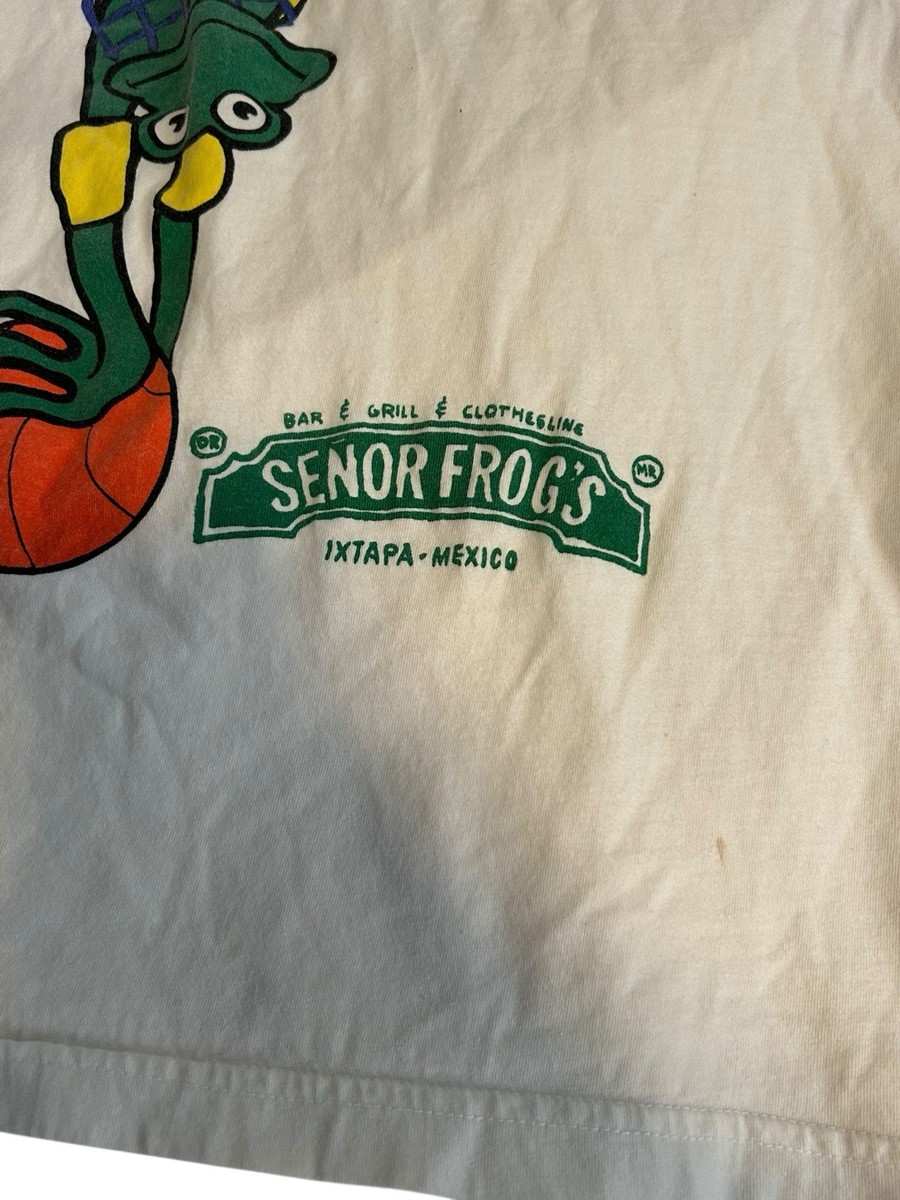 BAR & GRILL & CLOTHESLINE
DR SEÑOR FROG'S MR
IXTAPA - MEXICO